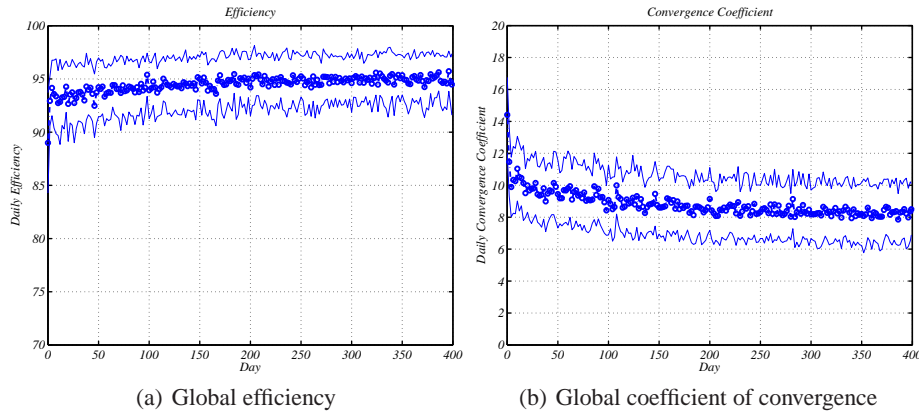 Efficiency
100
95
90
85
80
75
70
0 50 100 150 200 250 300 350 400
Daily Efficiency
Day
(a) Global efficiency
Convergence Coefficient
20
18
16
14
12
10
8
6
4
2
0
0 50 100 150 200 250 300 350 400
Daily Convergence Coefficient
Day
(b) Global coefficient of convergence